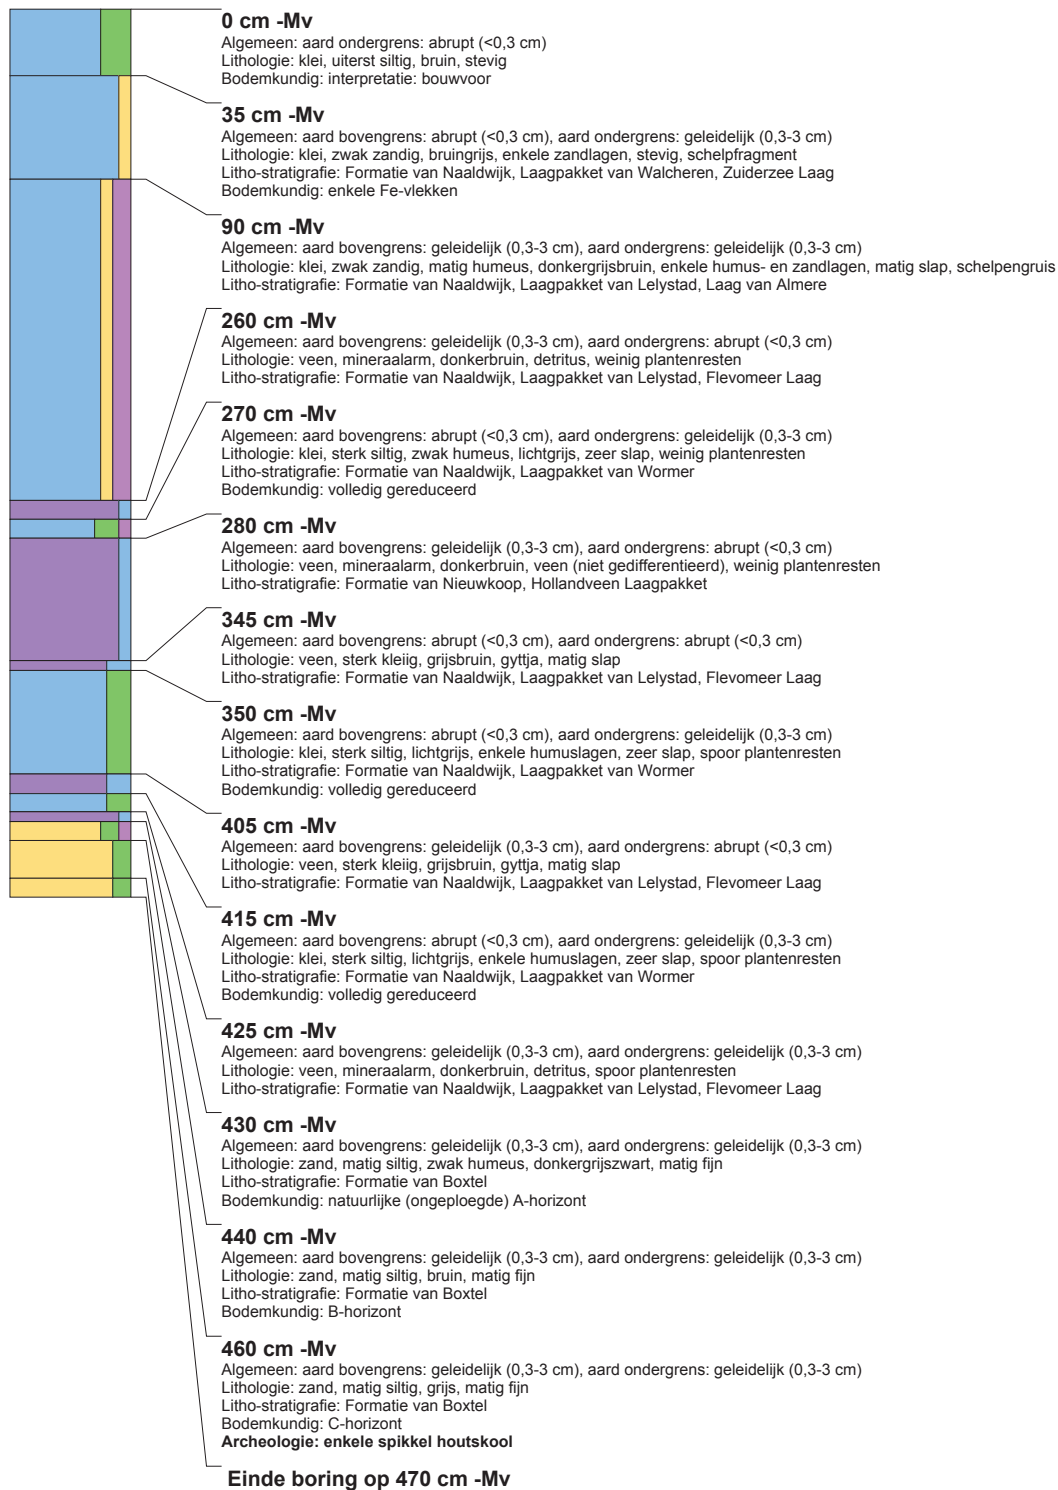 0 cm -Mv
Algemeen: aard ondergrens: abrupt (<0,3 cm)
Lithologie: klei, uiterst siltig, bruin, stevig
Bodemkundig: interpretatie: bouwvoor
35 cm -Mv
Algemeen: aard bovengrens: abrupt (<0,3 cm), aard ondergrens: geleidelijk (0,3-3 cm)
Lithologie: klei, zwak zandig, bruingrijs, enkele zandlagen, stevig, schelpfragment
Litho-stratigrafie: Formatie van Naaldwijk, Laagpakket van Walcheren, Zuiderzee Laag
Bodemkundig: enkele Fe-vlekken
90 cm -Mv
Algemeen: aard bovengrens: geleidelijk (0,3-3 cm), aard ondergrens: geleidelijk (0,3-3 cm)
Lithologie: klei, zwak zandig, matig humeus, donkergrijsbruin, enkele humus- en zandlagen, matig slap, schelpengruis
Litho-stratigrafie: Formatie van Naaldwijk, Laagpakket van Lelystad, Laag van Almere
260 cm -Mv
Algemeen: aard bovengrens: geleidelijk (0,3-3 cm), aard ondergrens: abrupt (<0,3 cm)
Lithologie: veen, mineraalarm, donkerbruin, detritus, weinig plantenresten
Litho-stratigrafie: Formatie van Naaldwijk, Laagpakket van Lelystad, Flevomeer Laag
270 cm -Mv
Algemeen: aard bovengrens: abrupt (<0,3 cm), aard ondergrens: geleidelijk (0,3-3 cm)
Lithologie: klei, sterk siltig, zwak humeus, lichtgrijs, zeer slap, weinig plantenresten
Litho-stratigrafie: Formatie van Naaldwijk, Laagpakket van Wormer
Bodemkundig: volledig gereduceerd
280 cm -Mv
Algemeen: aard bovengrens: geleidelijk (0,3-3 cm), aard ondergrens: abrupt (<0,3 cm)
Lithologie: veen, mineraalarm, donkerbruin, veen (niet gedifferentieerd), weinig plantenresten
Litho-stratigrafie: Formatie van Nieuwkoop, Hollandveen Laagpakket
345 cm -Mv
Algemeen: aard bovengrens: abrupt (<0,3 cm), aard ondergrens: abrupt (<0,3 cm)
Lithologie: veen, sterk kleiig, grijsbruin, gyttja, matig slap
Litho-stratigrafie: Formatie van Naaldwijk, Laagpakket van Lelystad, Flevomeer Laag
350 cm -Mv
Algemeen: aard bovengrens: abrupt (<0,3 cm), aard ondergrens: geleidelijk (0,3-3 cm)
Lithologie: klei, sterk siltig, lichtgrijs, enkele humuslagen, zeer slap, spoor plantenresten
Litho-stratigrafie: Formatie van Naaldwijk, Laagpakket van Wormer
Bodemkundig: volledig gereduceerd
405 cm -Mv
Algemeen: aard bovengrens: geleidelijk (0,3-3 cm), aard ondergrens: abrupt (<0,3 cm)
Lithologie: veen, sterk kleiig, grijsbruin, gyttja, matig slap
Litho-stratigrafie: Formatie van Naaldwijk, Laagpakket van Lelystad, Flevomeer Laag
415 cm -Mv
Algemeen: aard bovengrens: abrupt (<0,3 cm), aard ondergrens: geleidelijk (0,3-3 cm)
Lithologie: klei, sterk siltig, lichtgrijs, enkele humuslagen, zeer slap, spoor plantenresten
Litho-stratigrafie: Formatie van Naaldwijk, Laagpakket van Wormer
Bodemkundig: volledig gereduceerd
425 cm -Mv
Algemeen: aard bovengrens: geleidelijk (0,3-3 cm), aard ondergrens: geleidelijk (0,3-3 cm)
Lithologie: veen, mineraalarm, donkerbruin, detritus, spoor plantenresten
Litho-stratigrafie: Formatie van Naaldwijk, Laagpakket van Lelystad, Flevomeer Laag
430 cm -Mv
Algemeen: aard bovengrens: geleidelijk (0,3-3 cm), aard ondergrens: geleidelijk (0,3-3 cm)
Lithologie: zand, matig siltig, zwak humeus, donkergrijszwart, matig fijn
Litho-stratigrafie: Formatie van Boxtel
Bodemkundig: natuurlijke (ongeploegde) A-horizont
440 cm -Mv
Algemeen: aard bovengrens: geleidelijk (0,3-3 cm), aard ondergrens: geleidelijk (0,3-3 cm)
Lithologie: zand, matig siltig, bruin, matig fijn
Litho-stratigrafie: Formatie van Boxtel
Bodemkundig: B-horizont
460 cm -Mv
Algemeen: aard bovengrens: geleidelijk (0,3-3 cm), aard ondergrens: geleidelijk (0,3-3 cm)
Lithologie: zand, matig siltig, grijs, matig fijn
Litho-stratigrafie: Formatie van Boxtel
Bodemkundig: C-horizont
Archeologie: enkele spikkel houtskool
Einde boring op 470 cm -Mv